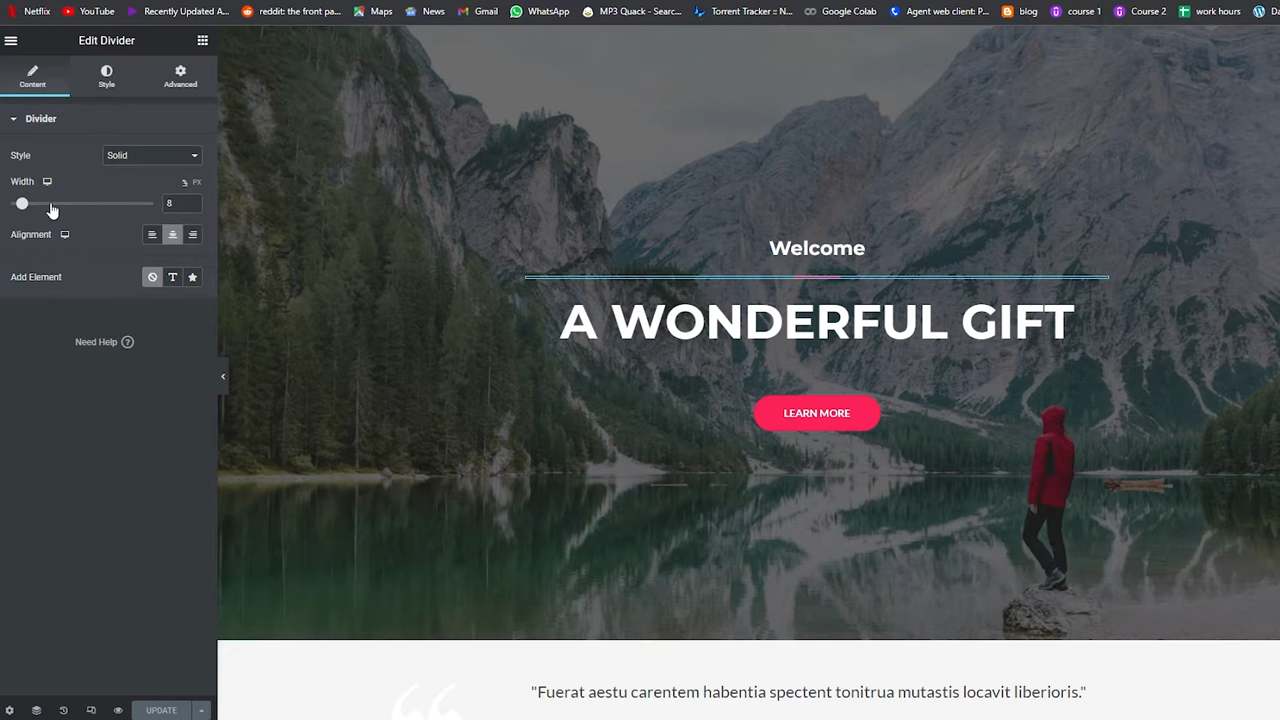 Netflix YouTube Recently Updated A... reddit: the front pa... Maps News Gmail WhatsApp MP3 Quack - Searc... Torrent Tracker :: N... Google Colab Agent web client: P... blog course 1 Course 2 work hours Da
Edit Divider
Content Style Advanced
Divider
Style Solid
Width % PX
8
Alignment
Add Element
Need Help ?
UPDATE
Welcome
A WONDERFUL GIFT
LEARN MORE
"Fuerat aestu carentem habentia spectent tonitrua mutastis locavit liberioris."